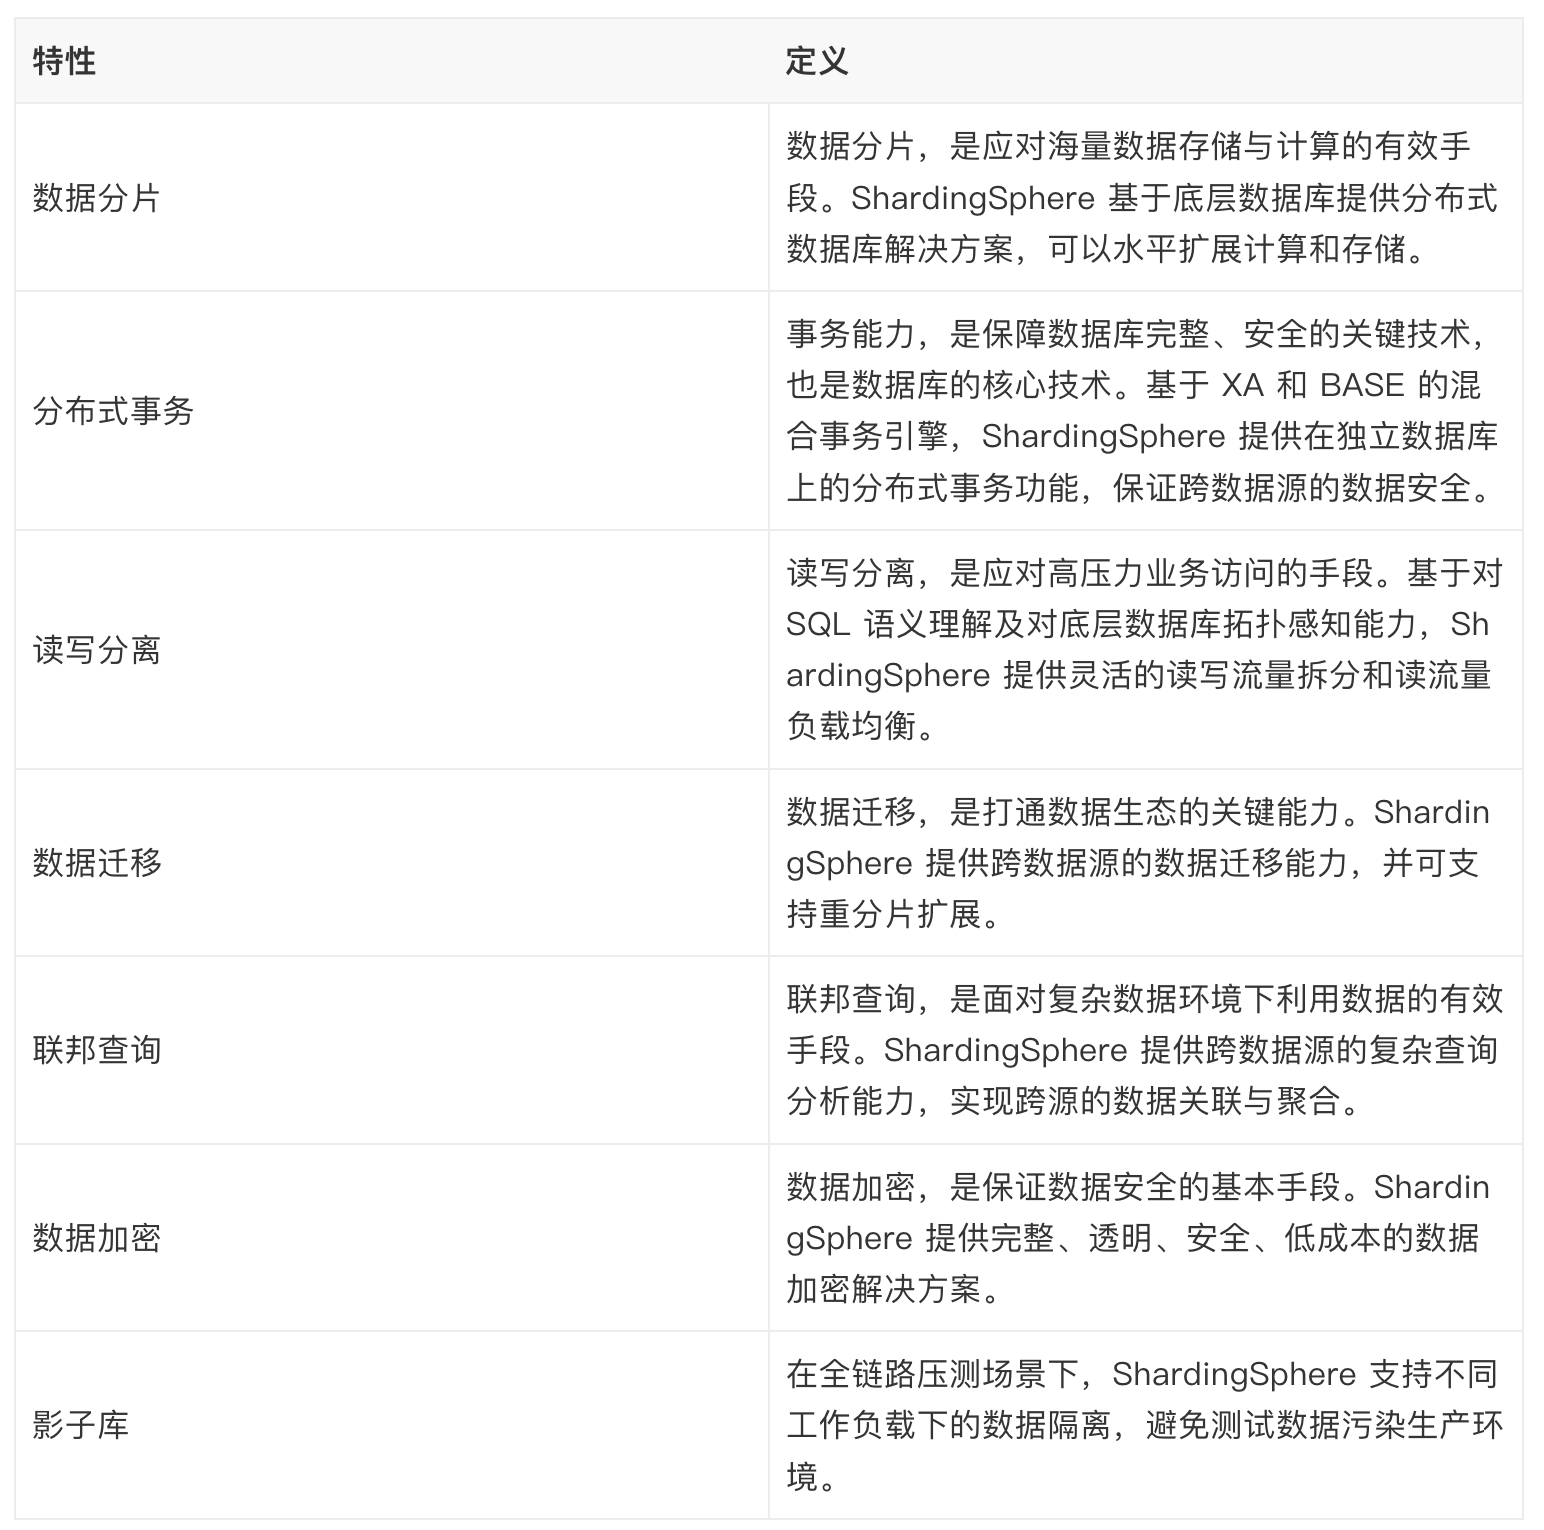 特性
定义
数据分片
数据分片，是应对海量数据存储与计算的有效手
段。ShardingSphere 基于底层数据库提供分布式
数据库解决方案，可以水平扩展计算和存储。
分布式事务
事务能力，是保障数据库完整、安全的关键技术，
也是数据库的核心技术。基于 XA 和 BASE 的混
合事务引擎，ShardingSphere 提供在独立数据库
上的分布式事务功能，保证跨数据源的数据安全。
读写分离
读写分离，是应对高压力业务访问的手段。基于对
SQL 语义理解及对底层数据库拓扑感知能力，Sh
ardingSphere 提供灵活的读写流量拆分和读流量
负载均衡。
数据迁移
数据迁移，是打通数据生态的关键能力。Shardin
gSphere 提供跨数据源的数据迁移能力，并可支
持重分片扩展。
联邦查询
联邦查询，是面对复杂数据环境下利用数据的有效
手段。ShardingSphere 提供跨数据源的复杂查询
分析能力，实现跨源的数据关联与聚合。
数据加密
数据加密，是保证数据安全的基本手段。Shardin
gSphere 提供完整、透明、安全、低成本的数据
加密解决方案。
影子库
在全链路压测场景下，ShardingSphere 支持不同
工作负载下的数据隔离，避免测试数据污染生产环
境。